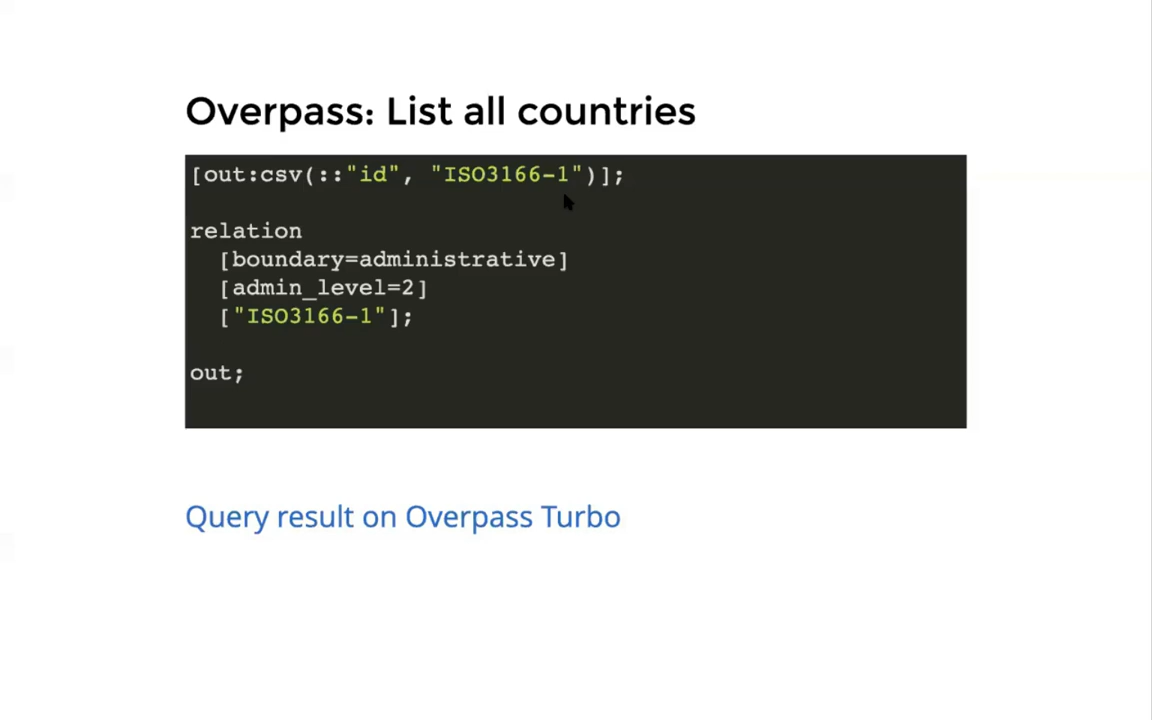 Overpass: List all countries
[out:csv(::"id", "ISO3166-1")];
relation
[boundary=administrative]
[admin_level=2]
["ISO3166-1"];
out;
Query result on Overpass Turbo